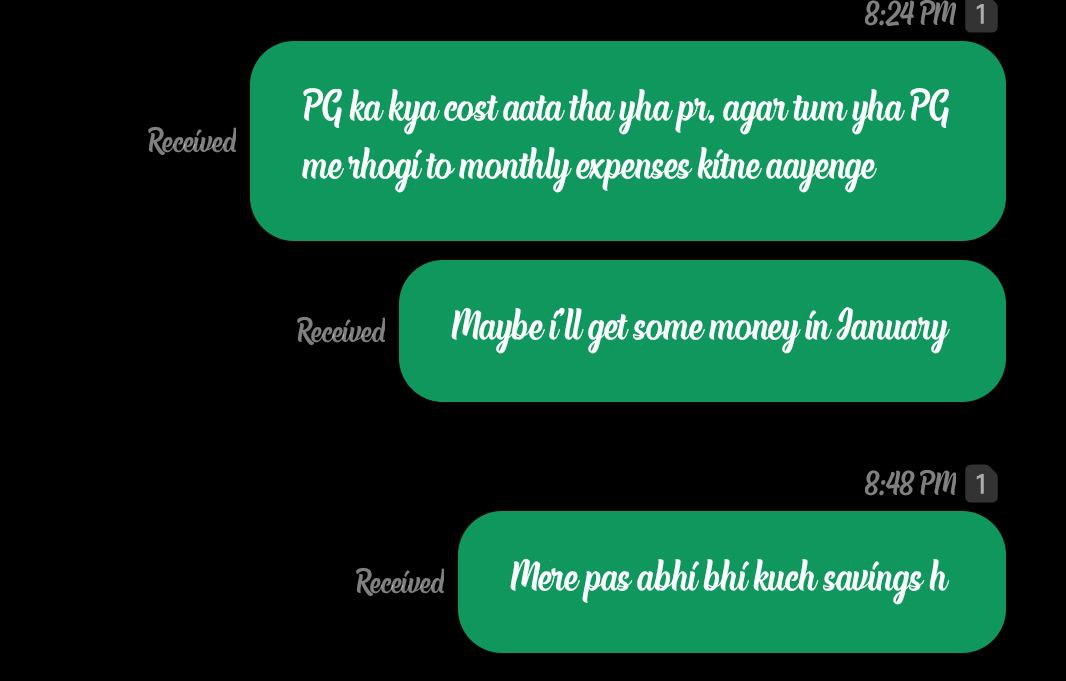 8:24 PM 1
PG ka kya cost aata tha yha pr, agar tum yha PG
me rhogi to monthly expenses kitne aayenge
Received
Maybe i'll get some money in January
Received
8:48 PM 1
Mere pas abhi bhi kuch savings h
Received